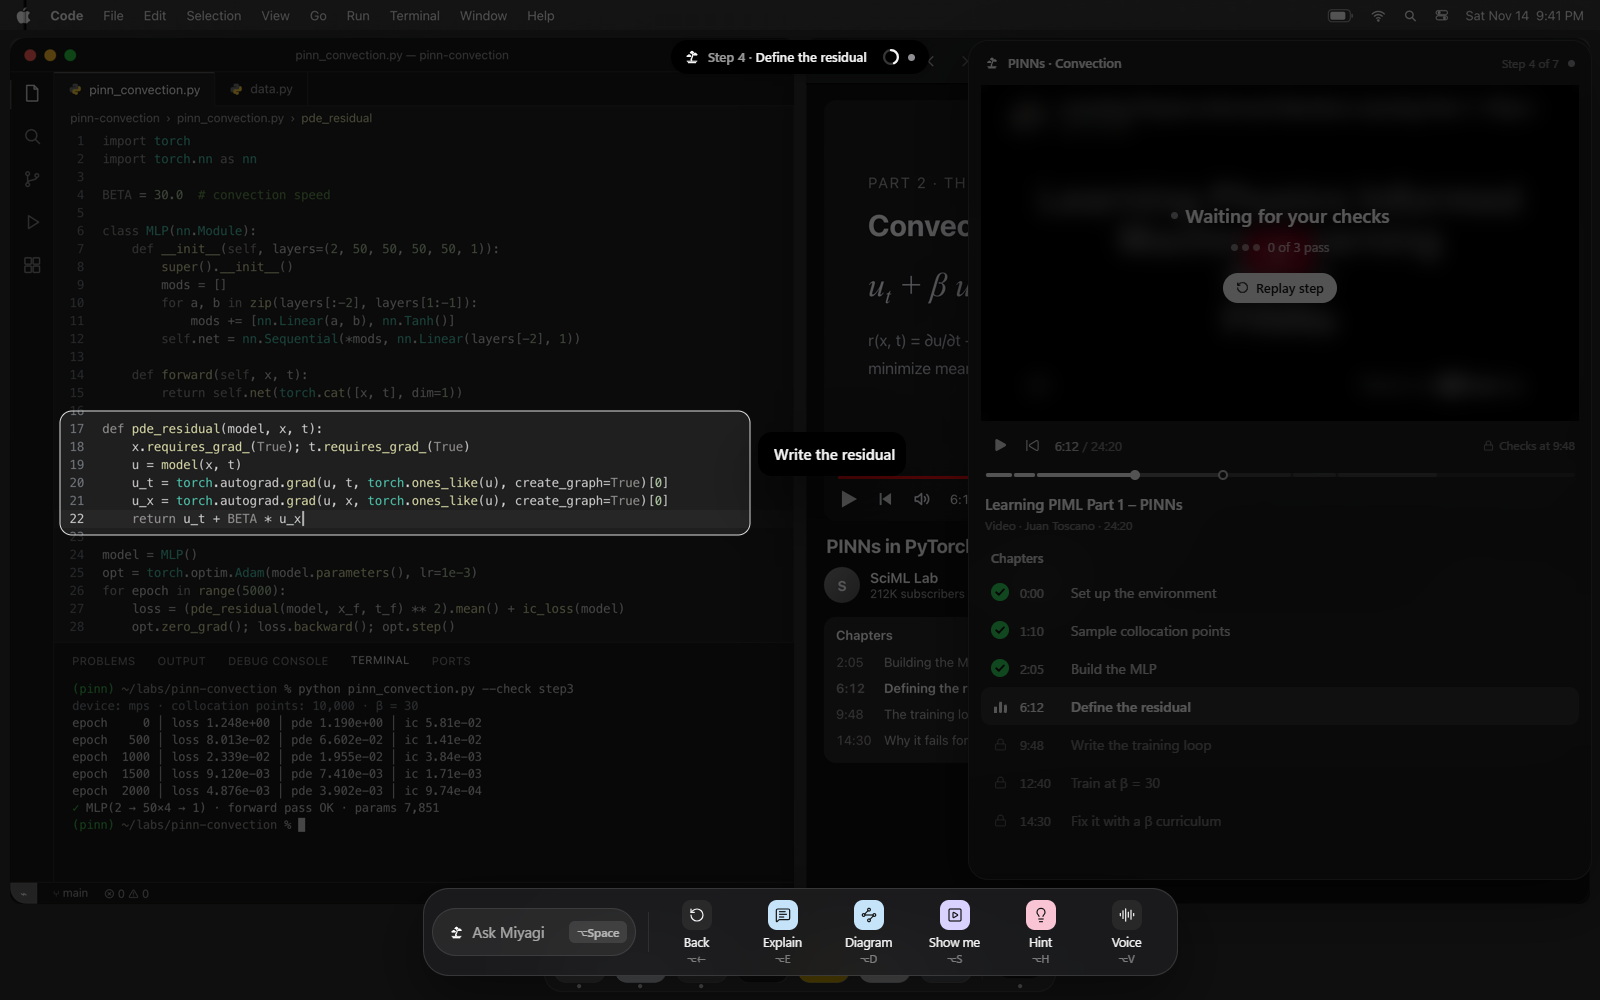 Code File Edit Selection View Go Run Terminal Window Help
Sat Nov 14 9:41 PM
pinn_convection.py — pinn-convection
pinn_convection.py
data.py
pinn-convection › pinn_convection.py › pde_residual
1 import torch
2 import torch.nn as nn
3
4 BETA = 30.0  # convection speed
5
6 class MLP(nn.Module):
7     def __init__(self, layers=(2, 50, 50, 50, 50, 1)):
8         super().__init__()
9         mods = []
10         for a, b in zip(layers[:-2], layers[1:-1]):
11             mods += [nn.Linear(a, b), nn.Tanh()]
12         self.net = nn.Sequential(*mods, nn.Linear(layers[-2], 1))
13
14     def forward(self, x, t):
15         return self.net(torch.cat([x, t], dim=1))
16
17 def pde_residual(model, x, t):
18     x.requires_grad_(True); t.requires_grad_(True)
19     u = model(x, t)
20     u_t = torch.autograd.grad(u, t, torch.ones_like(u), create_graph=True)[0]
21     u_x = torch.autograd.grad(u, x, torch.ones_like(u), create_graph=True)[0]
22     return u_t + BETA * u_x
23
24 model = MLP()
25 opt = torch.optim.Adam(model.parameters(), lr=1e-3)
26 for epoch in range(5000):
27     loss = (pde_residual(model, x_f, t_f) ** 2).mean() + ic_loss(model)
28     opt.zero_grad(); loss.backward(); opt.step()
PROBLEMS OUTPUT DEBUG CONSOLE TERMINAL PORTS
(pinn) ~/labs/pinn-convection % python pinn_convection.py --check step3
device: mps · collocation points: 10,000 · β = 30
epoch     0 │ loss 1.248e+00 │ pde 1.190e+00 │ ic 5.81e-02
epoch   500 │ loss 8.013e-02 │ pde 6.602e-02 │ ic 1.41e-02
epoch  1000 │ loss 2.339e-02 │ pde 1.955e-02 │ ic 3.84e-03
epoch  1500 │ loss 9.120e-03 │ pde 7.410e-03 │ ic 1.71e-03
epoch  2000 │ loss 4.876e-03 │ pde 3.902e-03 │ ic 9.74e-04
✓ MLP(2 → 50×4 → 1) · forward pass OK · params 7,851
(pinn) ~/labs/pinn-convection %
main 0 0
Step 4 · Define the residual
Write the residual
PART 2 · TH
Convec
u_t + β u
r(x, t) = ∂u/∂t -
minimize mea
6:1
PINNs in PyTorcl
S
SciML Lab
212K subscribers
Chapters
2:05 Building the M
6:12 Defining the r
9:48 The training lo
14:30 Why it fails for
PINNs · Convection
Step 4 of 7
Waiting for your checks
0 of 3 pass
Replay step
6:12 / 24:20
Checks at 9:48
Learning PIML Part 1 – PINNs
Video · Juan Toscano · 24:20
Chapters
0:00 Set up the environment
1:10 Sample collocation points
2:05 Build the MLP
6:12 Define the residual
9:48 Write the training loop
12:40 Train at β = 30
14:30 Fix it with a β curriculum
Ask Miyagi ⌥Space
Back Explain Diagram Show me Hint Voice
⌥← ⌥E ⌥D ⌥S ⌥H ⌥V